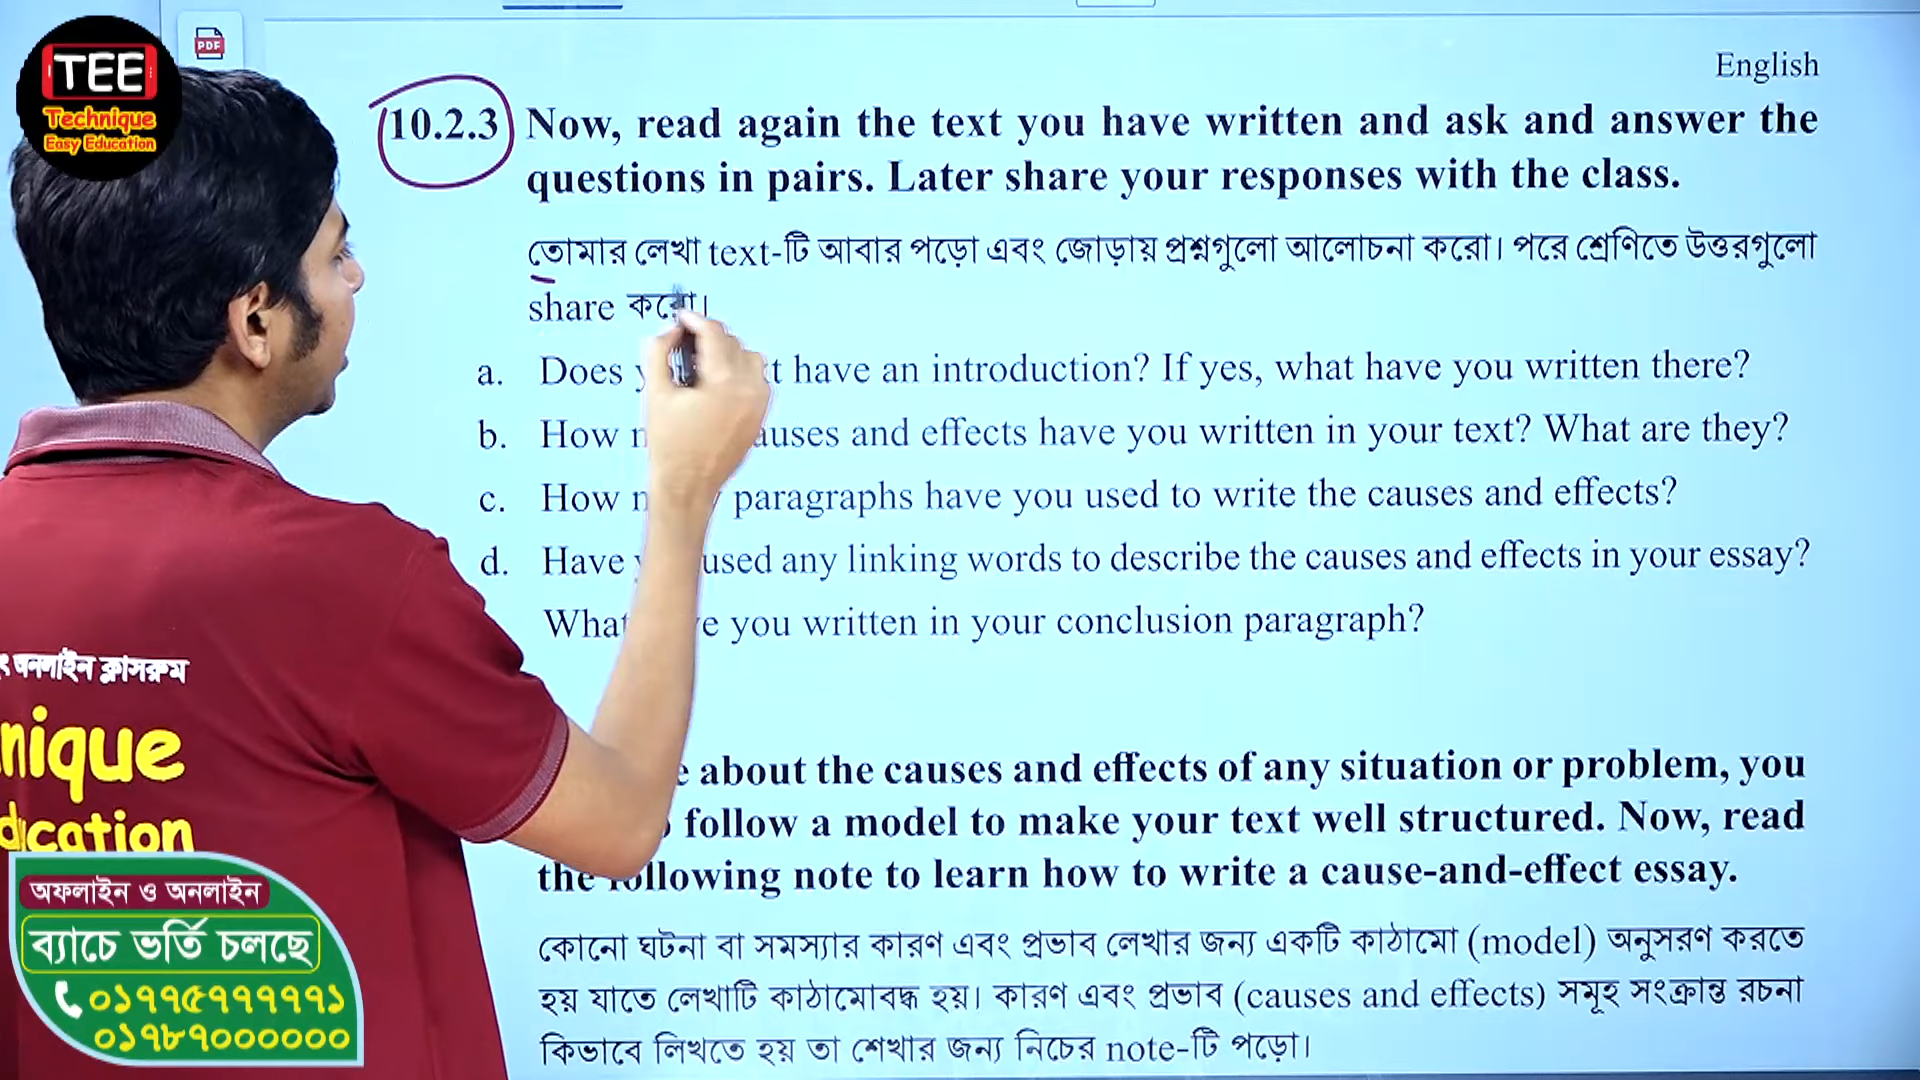 TEE
Technique
Easy Education
PDF
English
10.2.3 Now, read again the text you have written and ask and answer the
questions in pairs. Later share your responses with the class.
তোমার লেখা text-টি আবার পড়ো এবং জোড়ায় প্রশ্নগুলো আলোচনা করো। পরে শ্রেণিতে উত্তরগুলো
share করো।
a. Does have an introduction? If yes, what have you written there?
b. How and effects have you written in your text? What are they?
c. How paragraphs have you used to write the causes and effects?
d. Have used any linking words to describe the causes and effects in your essay?
What you written in your conclusion paragraph?
about the causes and effects of any situation or problem, you
follow a model to make your text well structured. Now, read
the following note to learn how to write a cause-and-effect essay.
কোনো ঘটনা বা সমস্যার কারণ এবং প্রভাব লেখার জন্য একটি কাঠামো (model) অনুসরণ করতে
হয় যাতে লেখাটি কাঠামোবদ্ধ হয়। কারণ এবং প্রভাব (causes and effects) সমূহ সংক্রান্ত রচনা
কিভাবে লিখতে হয় তা শেখার জন্য নিচের note-টি পড়ো।
অনলাইন ক্লাসরুম
nique
ducation
অফলাইন ও অনলাইন
ব্যাচে ভর্তি চলছে
০১৭৭৫৭৭৭৭৭১
০১৭৮৭০০০০০০